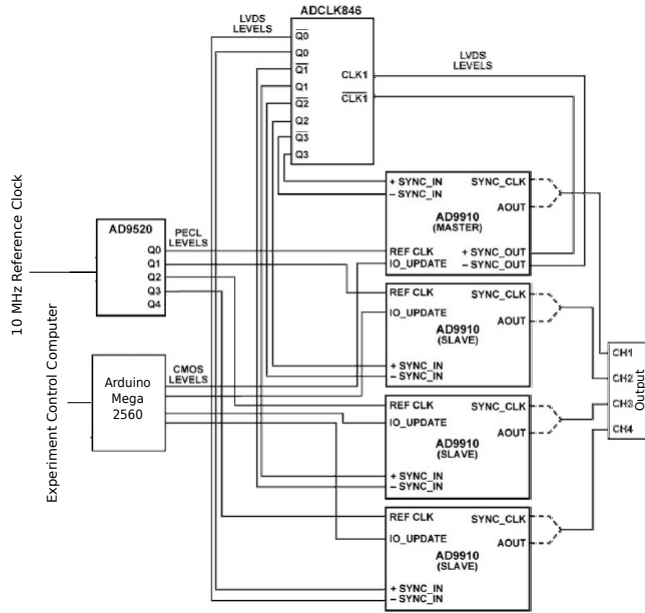 ADCLK846
LVDS
LEVELS
Q0
Q0
Q1
Q1
Q2
Q2
Q3
Q3
CLK1
CLK1
LVDS
LEVELS
+ SYNC_IN
– SYNC_IN
SYNC_CLK
AOUT
AD9910
(MASTER)
REF CLK
IO_UPDATE
+ SYNC_OUT
– SYNC_OUT
10 MHz Reference Clock
AD9520
Q0
Q1
Q2
Q3
Q4
PECL
LEVELS
REF CLK
IO_UPDATE
SYNC_CLK
AOUT
AD9910
(SLAVE)
+ SYNC_IN
– SYNC_IN
Experiment Control Computer
Arduino
Mega
2560
CMOS
LEVELS
REF CLK
IO_UPDATE
SYNC_CLK
AOUT
AD9910
(SLAVE)
+ SYNC_IN
– SYNC_IN
REF CLK
IO_UPDATE
SYNC_CLK
AOUT
AD9910
(SLAVE)
+ SYNC_IN
– SYNC_IN
CH1
CH2
CH3
CH4
Output